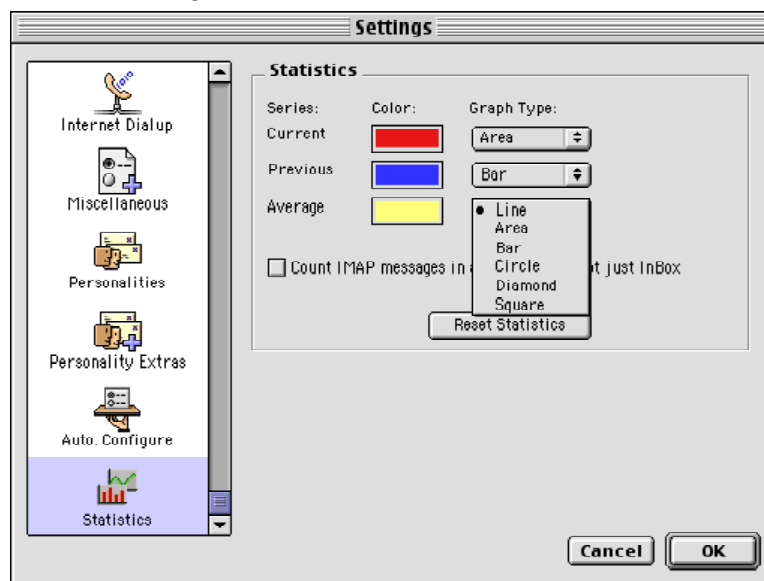 Settings
Internet Dialup
Miscellaneous
Personalities
Personality Extras
Auto. Configure
Statistics
Statistics
Series: Color: Graph Type:
Current Area
Previous Bar
Average
Line
Area
Bar
Circle
Diamond
Square
Count IMAP messages in t just InBox
Reset Statistics
Cancel OK